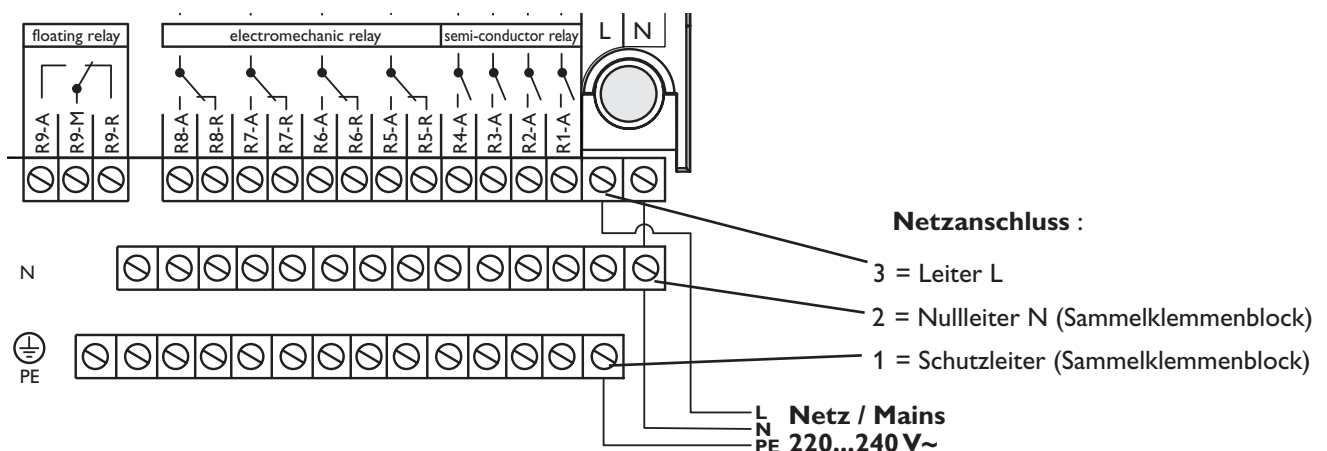 floating relay electromechanic relay semi-conductor relay L N
R9-A R9-M R9-R R8-A R8-R R7-A R7-R R6-A R6-R R5-A R5-R R4-A R3-A R2-A R1-A
Netzanschluss :
N
3 = Leiter L
2 = Nullleiter N (Sammelklemmenblock)
PE
1 = Schutzleiter (Sammelklemmenblock)
L Netz / Mains
N
PE 220...240 V~